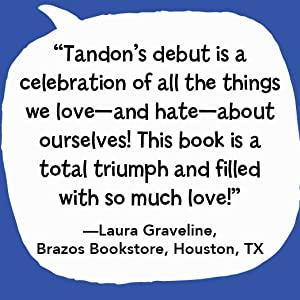 “Tandon’s debut is a
celebration of all the things
we love—and hate—about
ourselves! This book is a
total triumph and filled
with so much love!”
—Laura Graveline,
Brazos Bookstore, Houston, TX